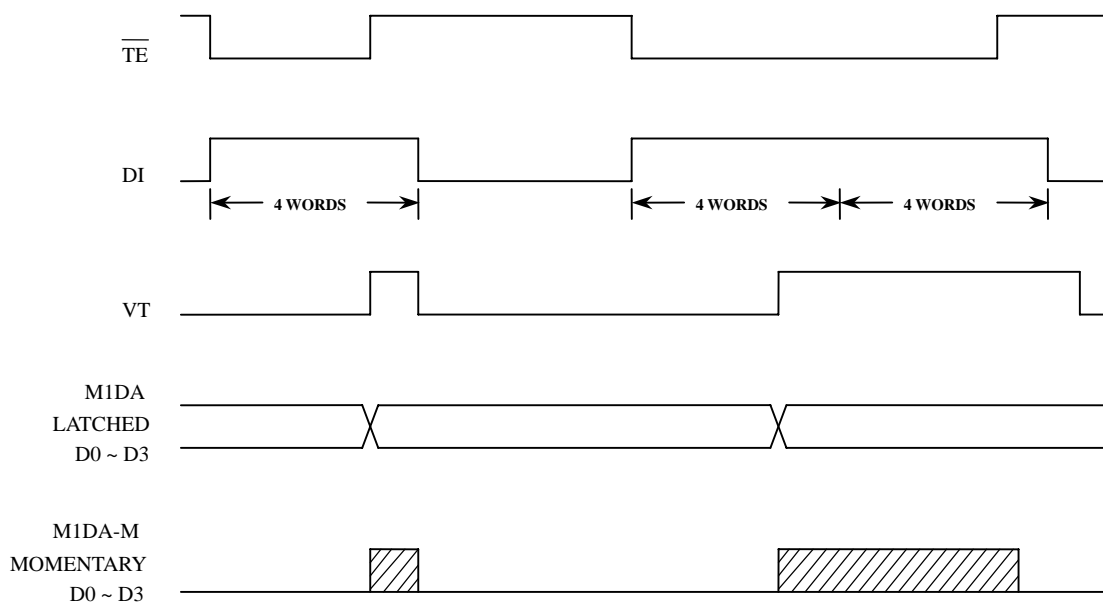 TE
DI
4 WORDS 4 WORDS 4 WORDS
VT
M1DA
LATCHED
D0 ~ D3
M1DA-M
MOMENTARY
D0 ~ D3